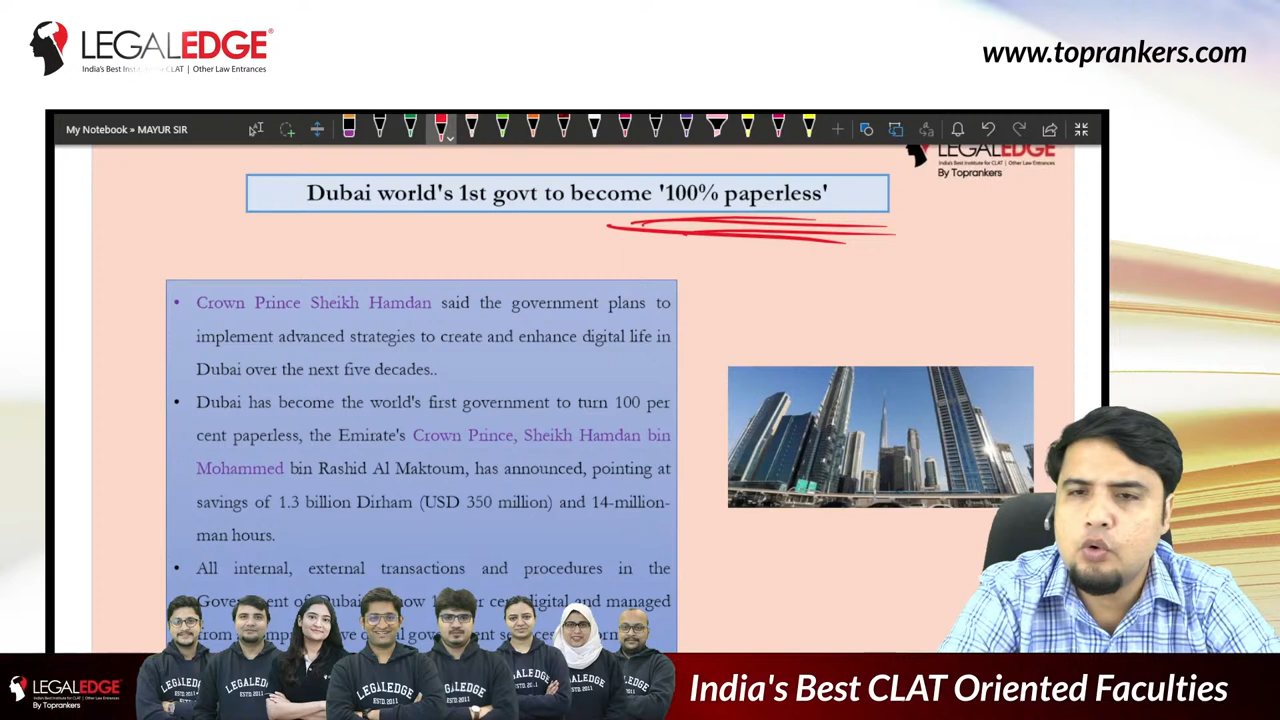 LEGALEDGE
India's Best CLAT | Other Law Entrances
www.toprankers.com
My Notebook » MAYUR SIR
LEGALEDGE
India's Best Institute for CLAT | Other Law Entrances
By Toprankers
Dubai world's 1st govt to become '100% paperless'
• Crown Prince Sheikh Hamdan said the government plans to
implement advanced strategies to create and enhance digital life in
Dubai over the next five decades..
• Dubai has become the world's first government to turn 100 per
cent paperless, the Emirate's Crown Prince, Sheikh Hamdan bin
Mohammed bin Rashid Al Maktoum, has announced, pointing at
savings of 1.3 billion Dirham (USD 350 million) and 14-million-
man hours.
• All internal, external transactions and procedures in the
Government of digital and managed
LEGALEDGE
By Toprankers
LEGALEDGE
ESTD. 2011
India's Best CLAT Oriented Faculties